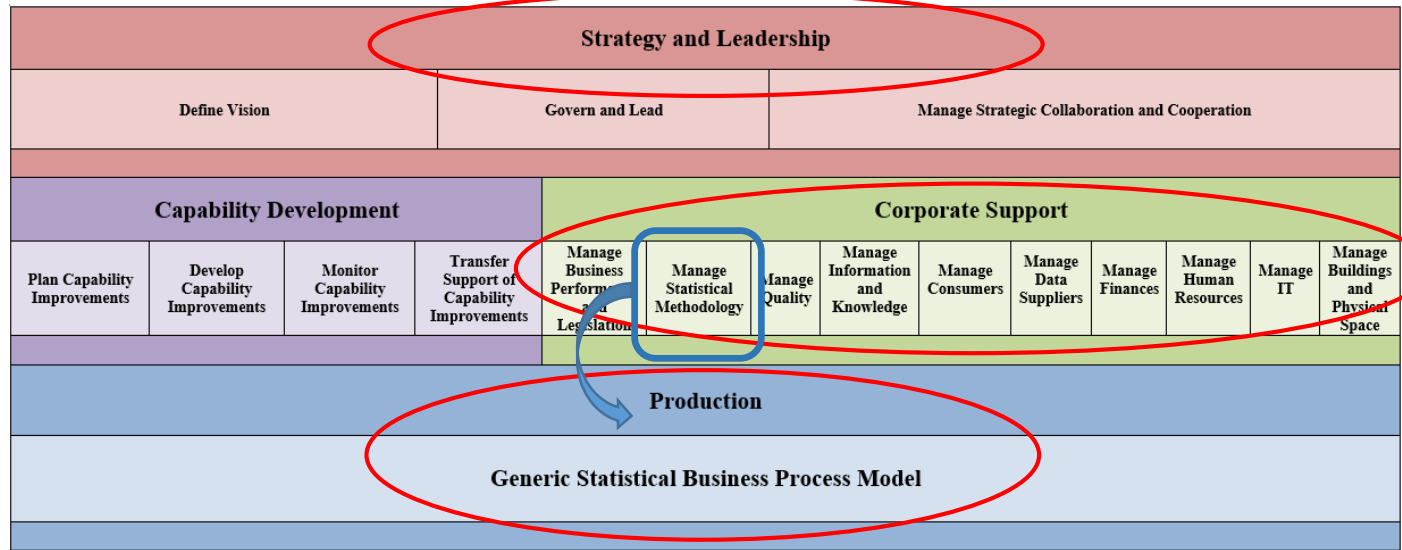 Strategy and Leadership
Define Vision
Govern and Lead
Manage Strategic Collaboration and Cooperation
Capability Development
Corporate Support
Plan Capability
Improvements
Develop
Capability
Improvements
Monitor
Capability
Improvements
Transfer
Support of
Capability
Improvements
Manage
Business
Performance
and
Legislation
Manage
Statistical
Methodology
Manage
Quality
Manage
Information
and
Knowledge
Manage
Consumers
Manage
Data
Suppliers
Manage
Finances
Manage
Human
Resources
Manage
IT
Manage
Buildings
and
Physical
Space
Production
Generic Statistical Business Process Model